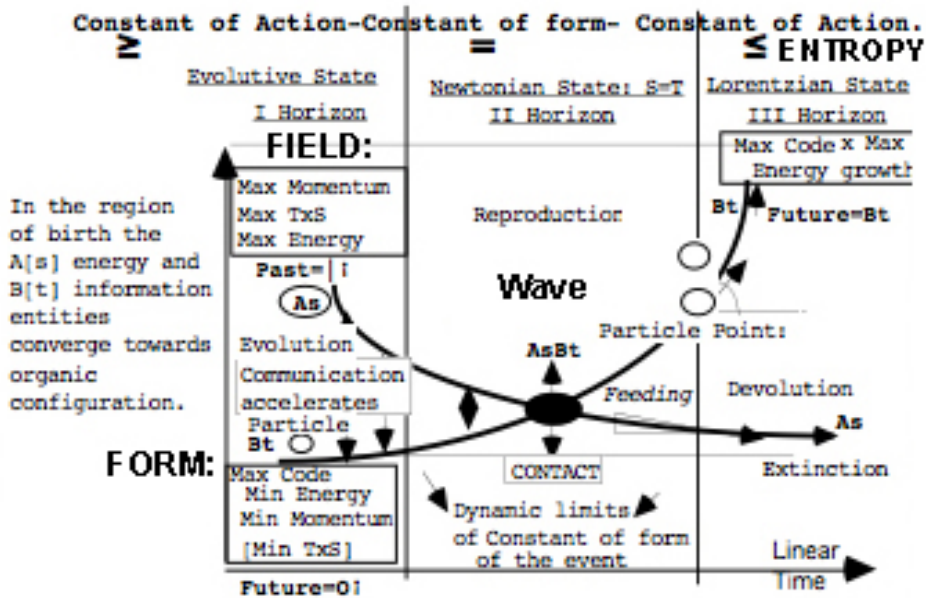 Constant of Action-Constant of form- Constant of Action.
≥ = ≤ ENTROPY
Evolutive State
Newtonian State: S=T
Lorentzian State
I Horizon
II Horizon
III Horizon
FIELD:
Max Momentum
Max TxS
Max Energy
Max Code x Max
Energy growth
In the region
of birth the
A[s] energy and
B[t] information
entities
converge towards
organic
configuration.
Reproduction
Bt
Future=Bt
Past=
As
Wave
Particle Point:
Evolution
Communication
accelerates
Particle
Bt
AsBt
Feeding
Devolution
As
FORM:
Max Code
Min Energy
Min Momentum
[Min TxS]
CONTACT
Extinction
Dynamic limits
of Constant of form
of the event
Linear
Time